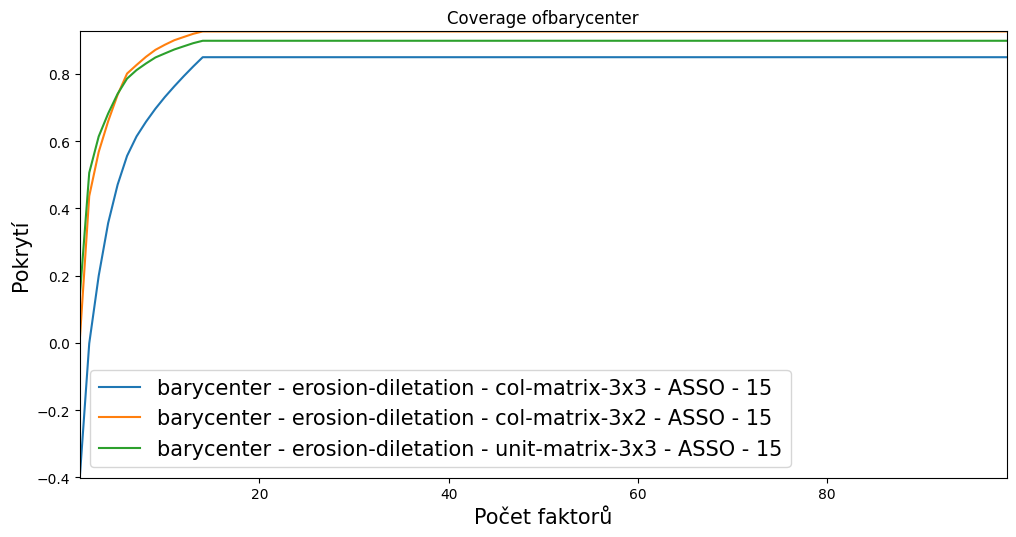 Coverage ofbarycenter
Pokrytí
0.8
0.6
0.4
0.2
0.0
−0.2
−0.4
barycenter - erosion-diletation - col-matrix-3x3 - ASSO - 15
barycenter - erosion-diletation - col-matrix-3x2 - ASSO - 15
barycenter - erosion-diletation - unit-matrix-3x3 - ASSO - 15
20 40 60 80
Počet faktorů